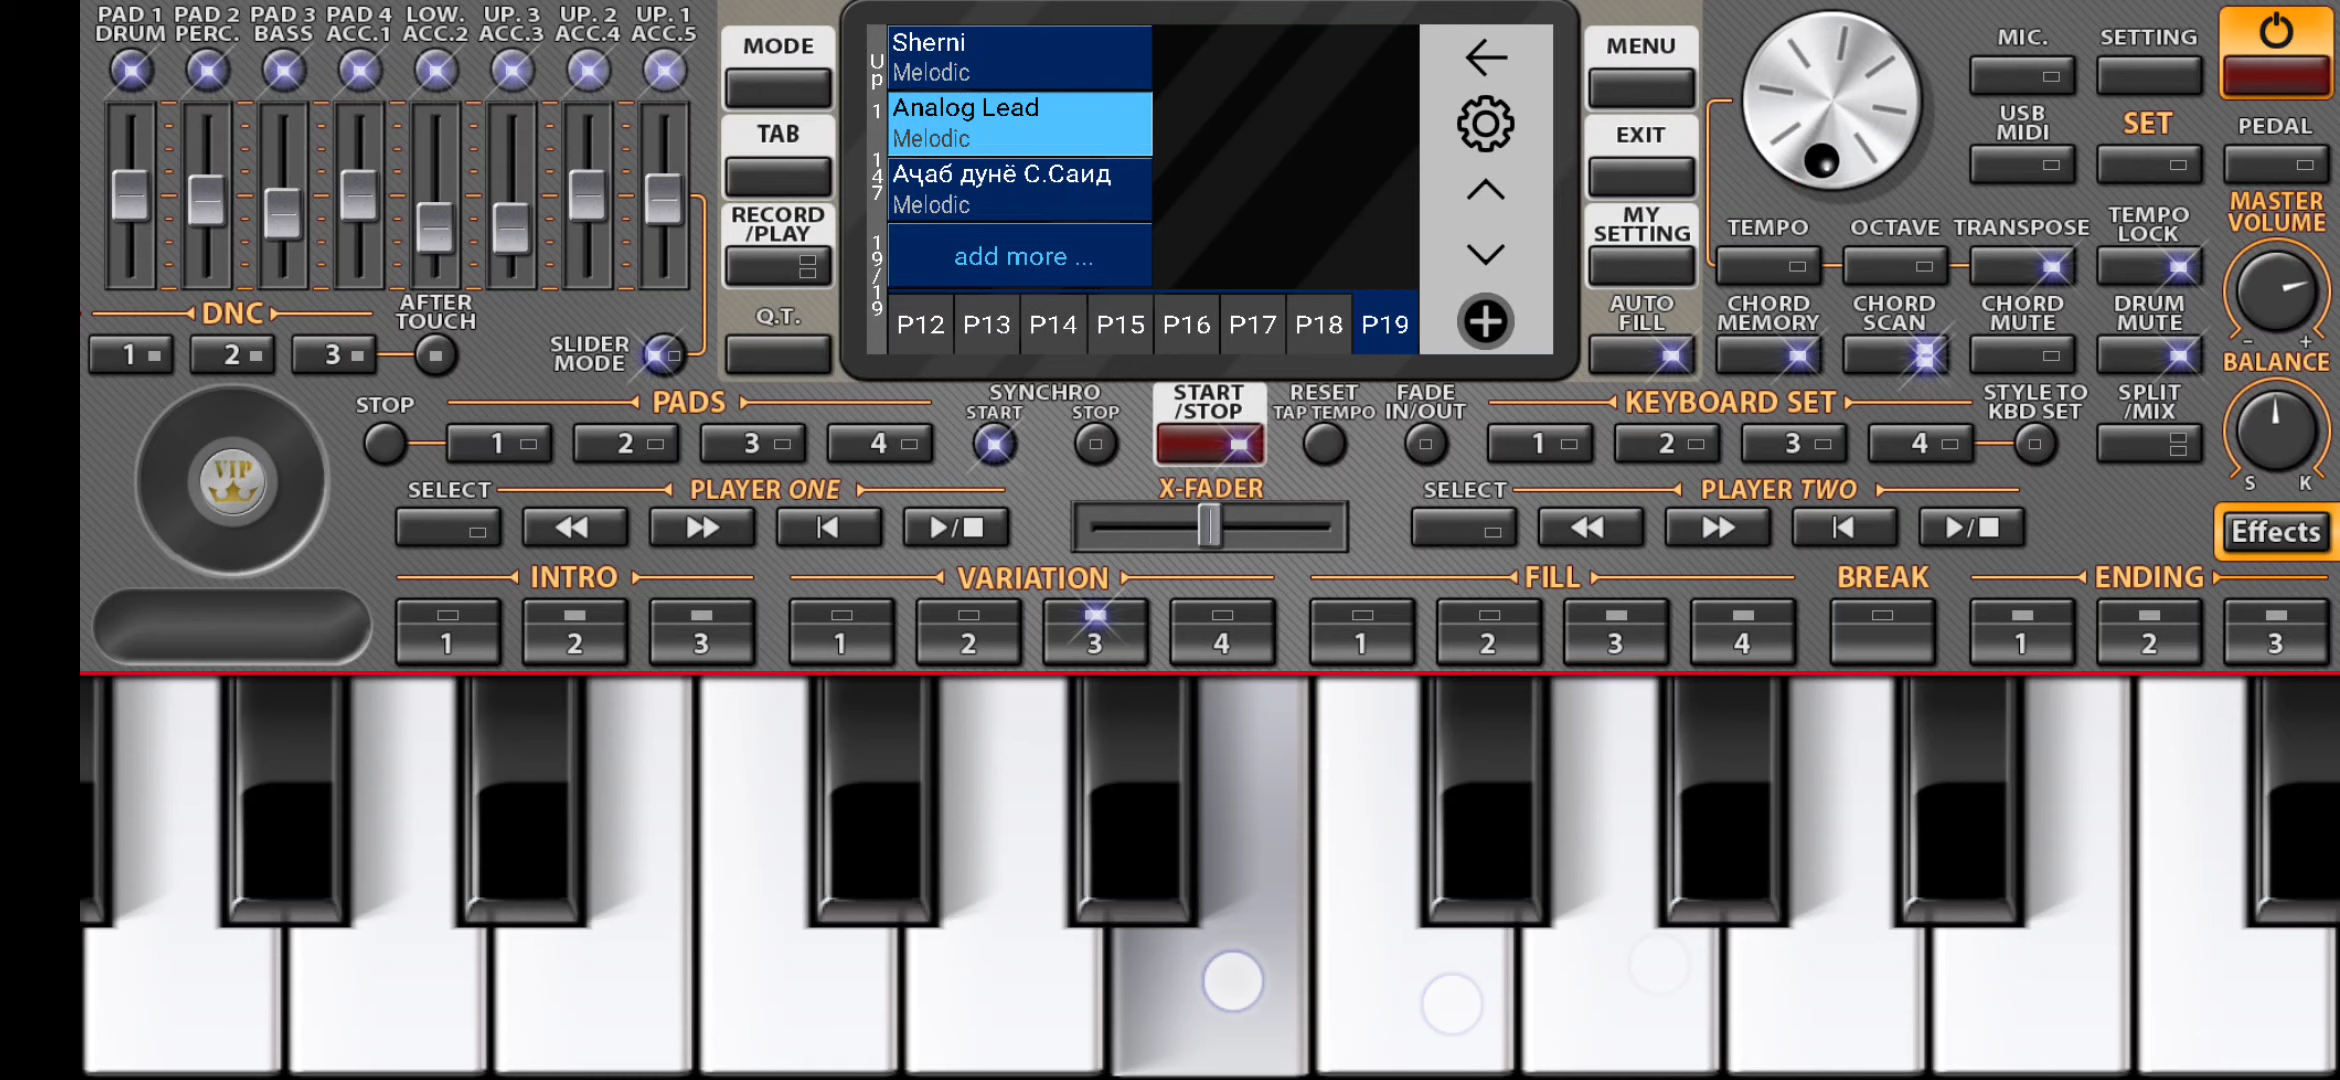 PAD 1 PAD 2 PAD 3 PAD 4 LOW. UP. 3 UP. 2 UP. 1
DRUM PERC. BASS ACC.1 ACC.2 ACC.3 ACC.4 ACC.5
MODE
TAB
RECORD
/PLAY
Q.T.
Up 1 147 19/19
Sherni
Melodic
Analog Lead
Melodic
Аҷаб дунё С.Саид
Melodic
add more ...
P12 P13 P14 P15 P16 P17 P18 P19
MENU
EXIT
MY
SETTING
AUTO
FILL
MIC.
SETTING
USB
MIDI
SET
PEDAL
MASTER
VOLUME
- +
TEMPO
OCTAVE
TRANSPOSE
TEMPO
LOCK
CHORD
MEMORY
CHORD
SCAN
CHORD
MUTE
DRUM
MUTE
BALANCE
S K
DNC
1 2 3
AFTER
TOUCH
SLIDER
MODE
STOP
PADS
1 2 3 4
SYNCHRO
START STOP
START
/STOP
RESET
TAP TEMPO
FADE
IN/OUT
KEYBOARD SET
1 2 3 4
STYLE TO
KBD SET
SPLIT
/MIX
VIP
SELECT
PLAYER ONE
X-FADER
SELECT
PLAYER TWO
Effects
INTRO
1 2 3
VARIATION
1 2 3 4
FILL
1 2 3 4
BREAK
ENDING
1 2 3